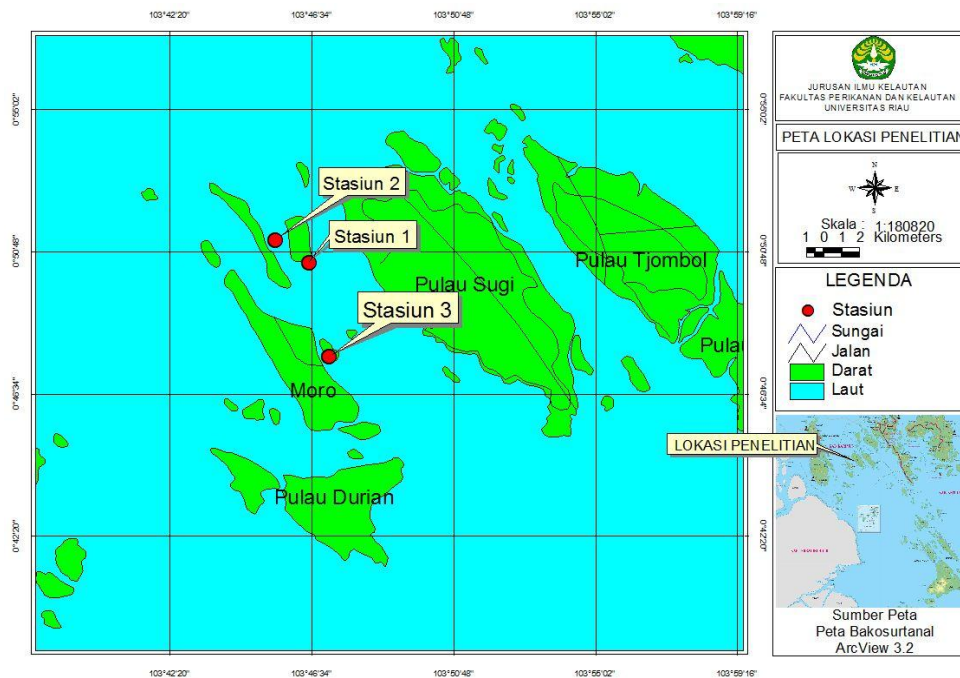 103°42'20"
103°46'34"
103°50'48"
103°55'02"
103°59'16"
0°55'02"
0°50'48"
0°46'34"
0°42'20"
0°55'02"
0°50'48"
0°46'34"
0°42'20"
Stasiun 2
Stasiun 1
Stasiun 3
Pulau Sugi
Pulau Tjombol
Pulau
Moro
Pulau Durian
103°42'20"
103°46'34"
103°50'48"
103°55'02"
103°59'16"
JURUSAN ILMU KELAUTAN
FAKULTAS PERIKANAN DAN KELAUTAN
UNIVERSITAS RIAU
PETA LOKASI PENELITIAN
N
W E
S
Skala : 1:180820
1 0 1 2 Kilometers
LEGENDA
Stasiun
Sungai
Jalan
Darat
Laut
LOKASI PENELITIAN
Sumber Peta
Peta Bakosurtanal
ArcView 3.2